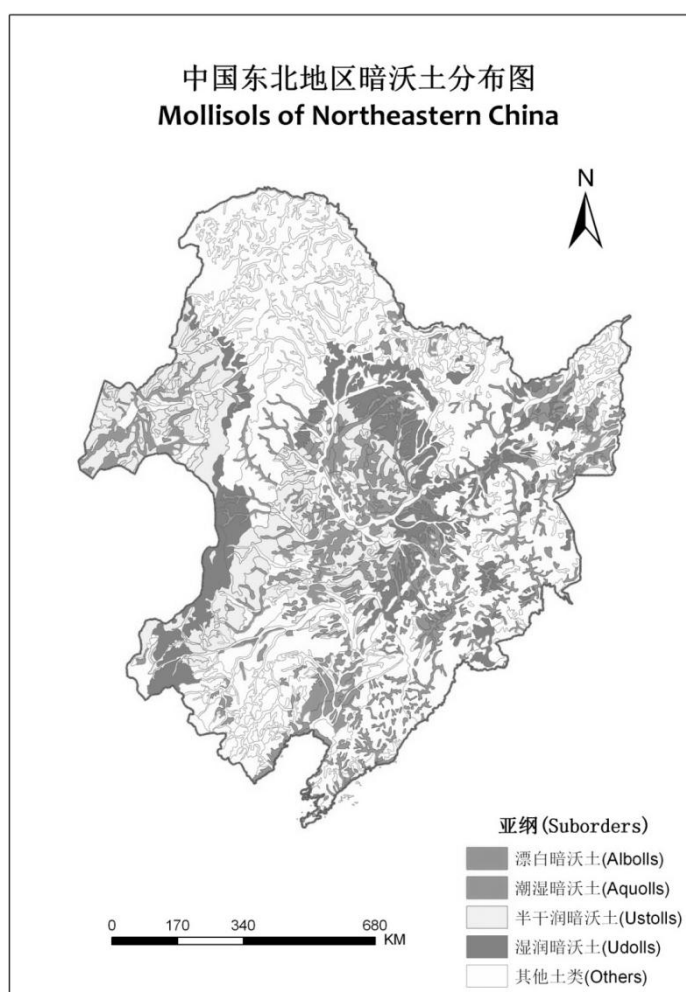 中国东北地区暗沃土分布图
Mollisols of Northeastern China
N
亚纲(Suborders)
漂白暗沃土(Albolls)
潮湿暗沃土(Aquolls)
半干润暗沃土(Ustolls)
湿润暗沃土(Udolls)
其他土类(Others)
0 170 340 680
KM